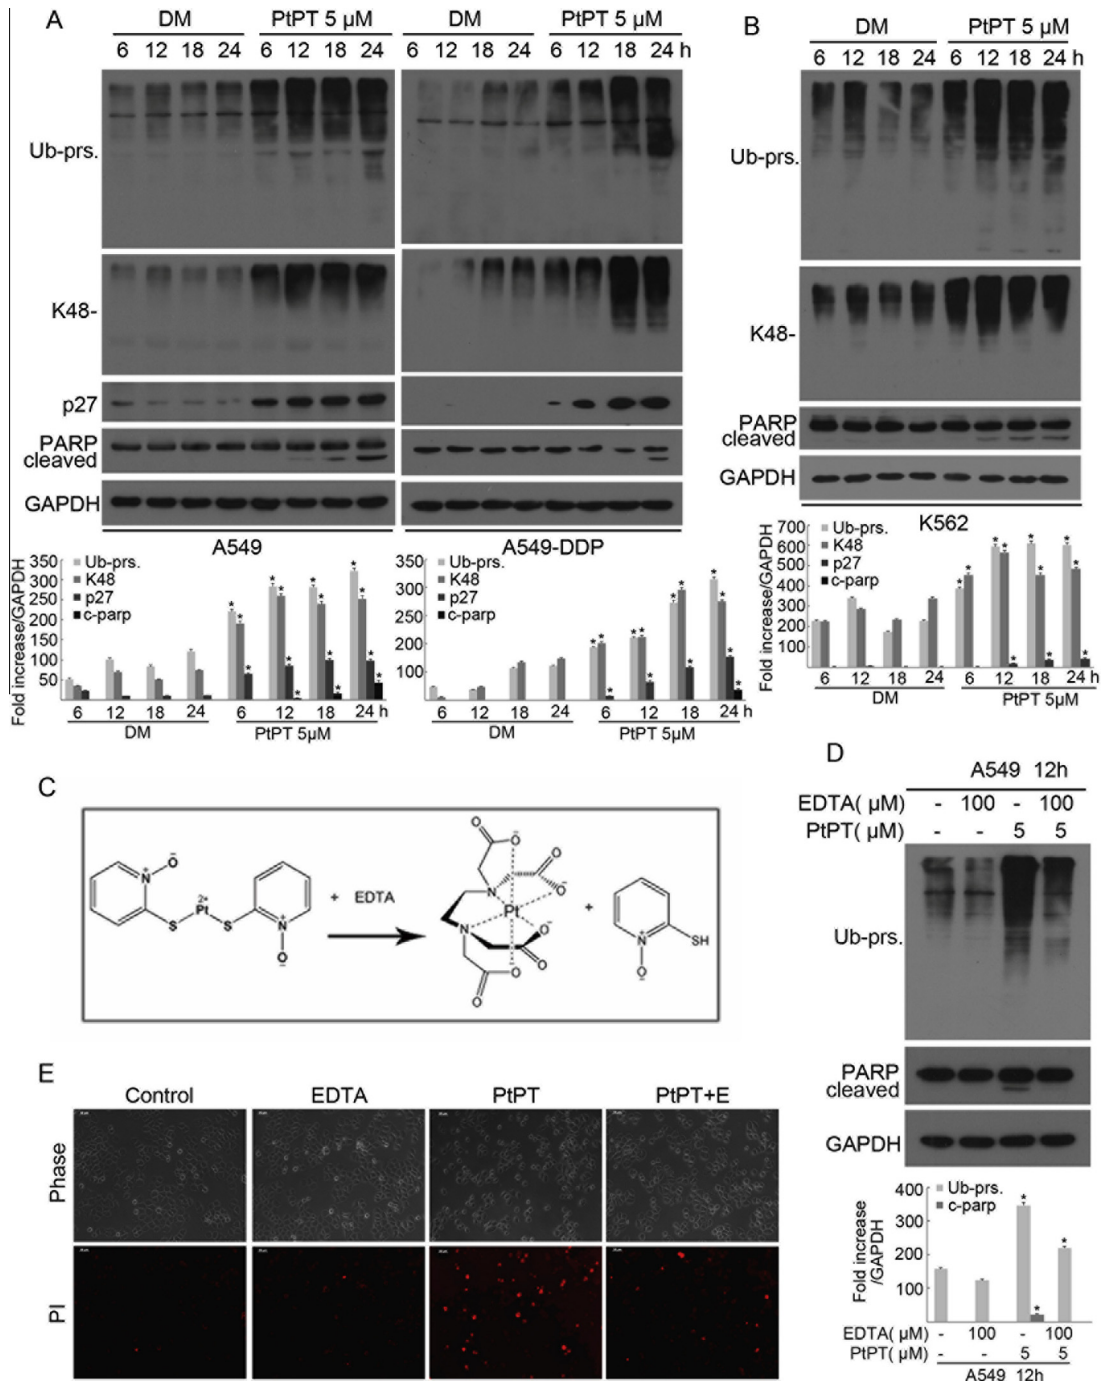 A
DM PtPT 5 µM DM PtPT 5 µM
6 12 18 24 6 12 18 24 6 12 18 24 6 12 18 24 h
Ub-prs.
K48-
p27
PARP
cleaved
GAPDH
A549 A549-DDP
Fold increase/GAPDH
350
300
250
200
100
50
Ub-prs.
K48
p27
c-parp
* * * * * * * * * * * * * *
6 12 18 24 6 12 18 24 h
DM PtPT 5µM
350
300
200
100
Ub-prs.
K48
p27
c-parp
* * * * * * * * * * * * *
6 12 18 24 6 12 18 24 h
DM PtPT 5µM
B
DM PtPT 5 µM
6 12 18 24 6 12 18 24 h
Ub-prs.
K48-
PARP
cleaved
GAPDH
K562
Fold increase/GAPDH
700
600
500
400
300
200
100
Ub-prs.
K48
p27
c-parp
* * * * * * * * * * *
6 12 18 24 6 12 18 24 h
DM PtPT 5µM
C
O
N
S Pt S
2+
N
O
+ EDTA
O O
O
O
N
Pt
N
O
O
O
O
+
N
SH
O
D
A549 12h
EDTA( µM) - 100 - 100
PtPT( µM) - - 5 5
Ub-prs.
PARP
cleaved
GAPDH
Fold increase
/GAPDH
400
300
200
100
Ub-prs.
c-parp
* * *
EDTA( µM) - 100 - 100
PtPT( µM) - - 5 5
A549 12h
E
Control EDTA PtPT PtPT+E
Phase
PI